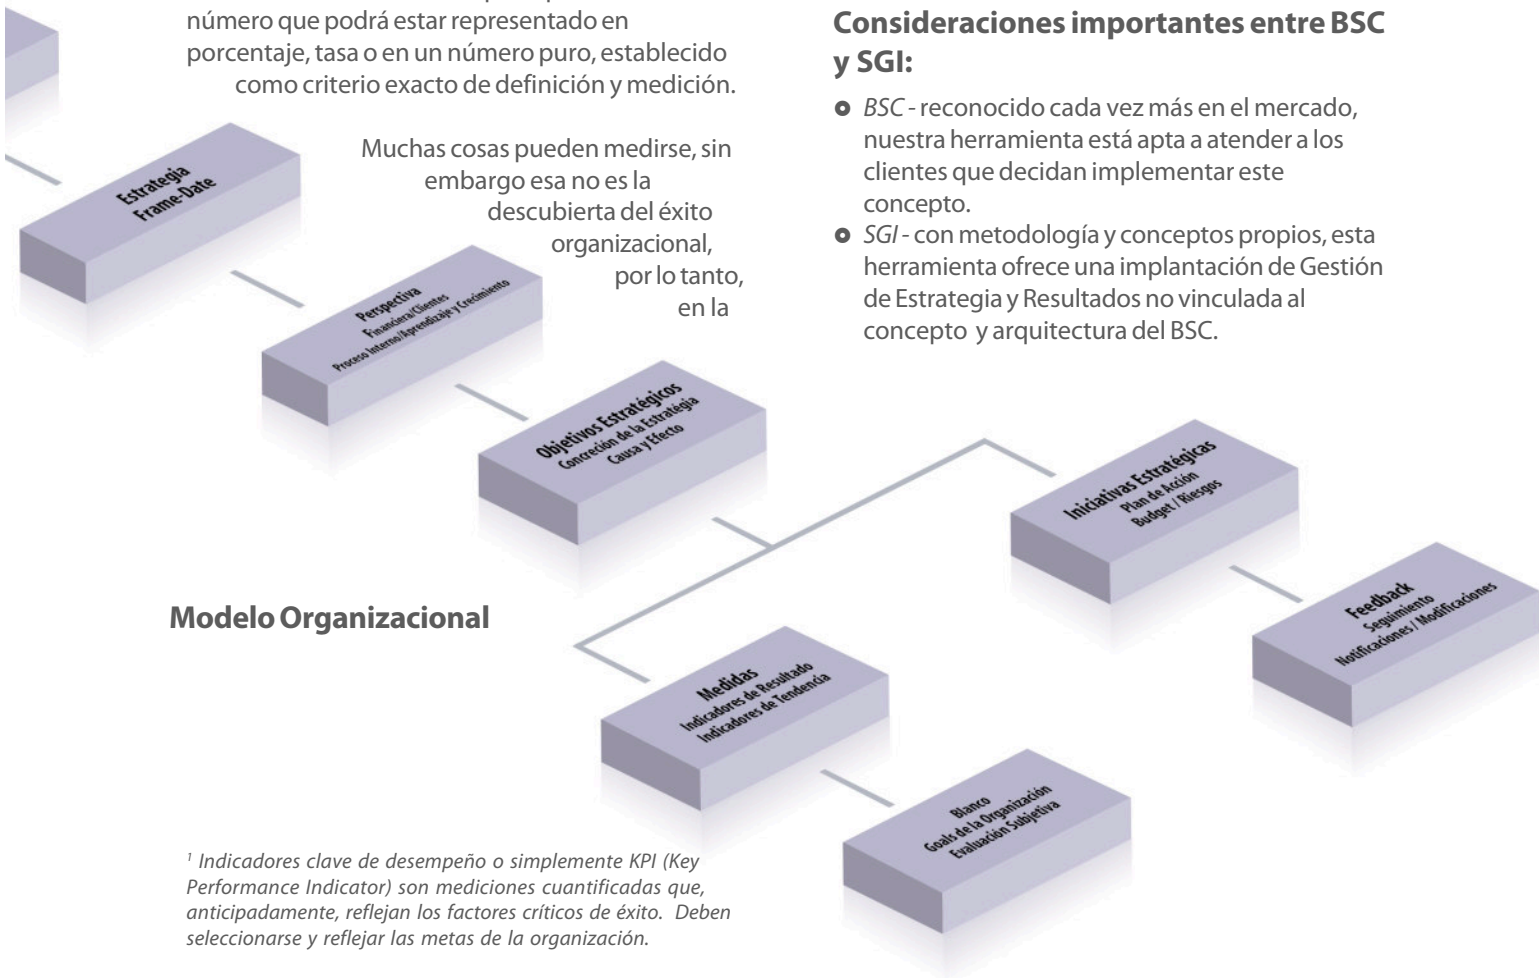 número que podrá estar representado en
porcentaje, tasa o en un número puro, establecido
como criterio exacto de definición y medición.
Muchas cosas pueden medirse, sin
embargo esa no es la
descubierta del éxito
organizacional,
por lo tanto,
en la
Consideraciones importantes entre BSC
y SGI:
BSC - reconocido cada vez más en el mercado,
nuestra herramienta está apta a atender a los
clientes que decidan implementar este
concepto.
SGI - con metodología y conceptos propios, esta
herramienta ofrece una implantación de Gestión
de Estrategia y Resultados no vinculada al
concepto y arquitectura del BSC.
Estrategia
Frame-Date
Perspectiva
Financiera/Clientes
Proceso Interno/Aprendizaje y Crecimiento
Objetivos Estratégicos
Concreción de la Estratégia
Causa y Efecto
Iniciativas Estratégicas
Plan de Acción
Budget / Riesgos
Feedback
Seguimiento
Notificaciones / Modificaciones
Modelo Organizacional
Medidas
Indicadores de Resultado
Indicadores de Tendencia
Blanco
Goals de la Organización
Evaluación Subjetiva
1 Indicadores clave de desempeño o simplemente KPI (Key
Performance Indicator) son mediciones cuantificadas que,
anticipadamente, reflejan los factores críticos de éxito. Deben
seleccionarse y reflejar las metas de la organización.